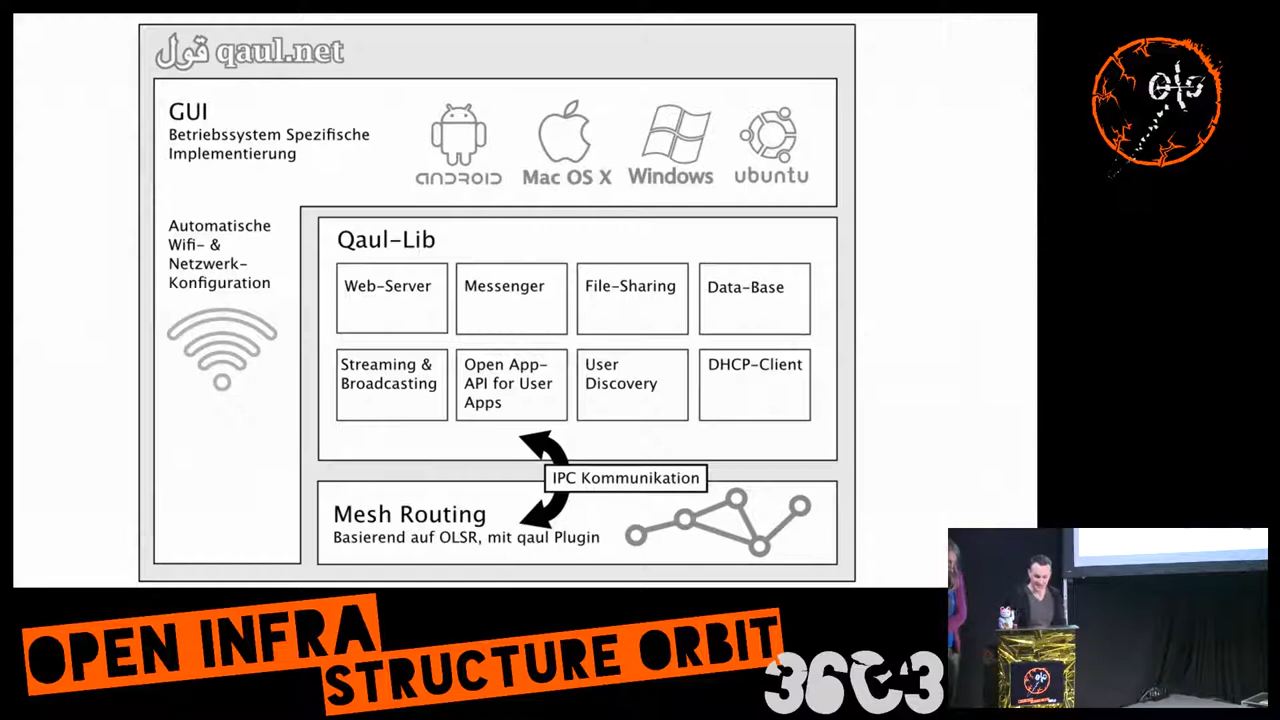 قول qaul.net
GUI
Betriebssystem Spezifische
Implementierung
ANDROID
Mac OS X
Windows
ubuntu
Automatische
Wifi- &
Netzwerk-
Konfiguration
Qaul-Lib
Web-Server
Messenger
File-Sharing
Data-Base
Streaming &
Broadcasting
Open App-
API for User
Apps
User
Discovery
DHCP-Client
IPC Kommunikation
Mesh Routing
Basierend auf OLSR, mit qaul Plugin
OPEN INFRA
STRUCTURE ORBIT
36C3